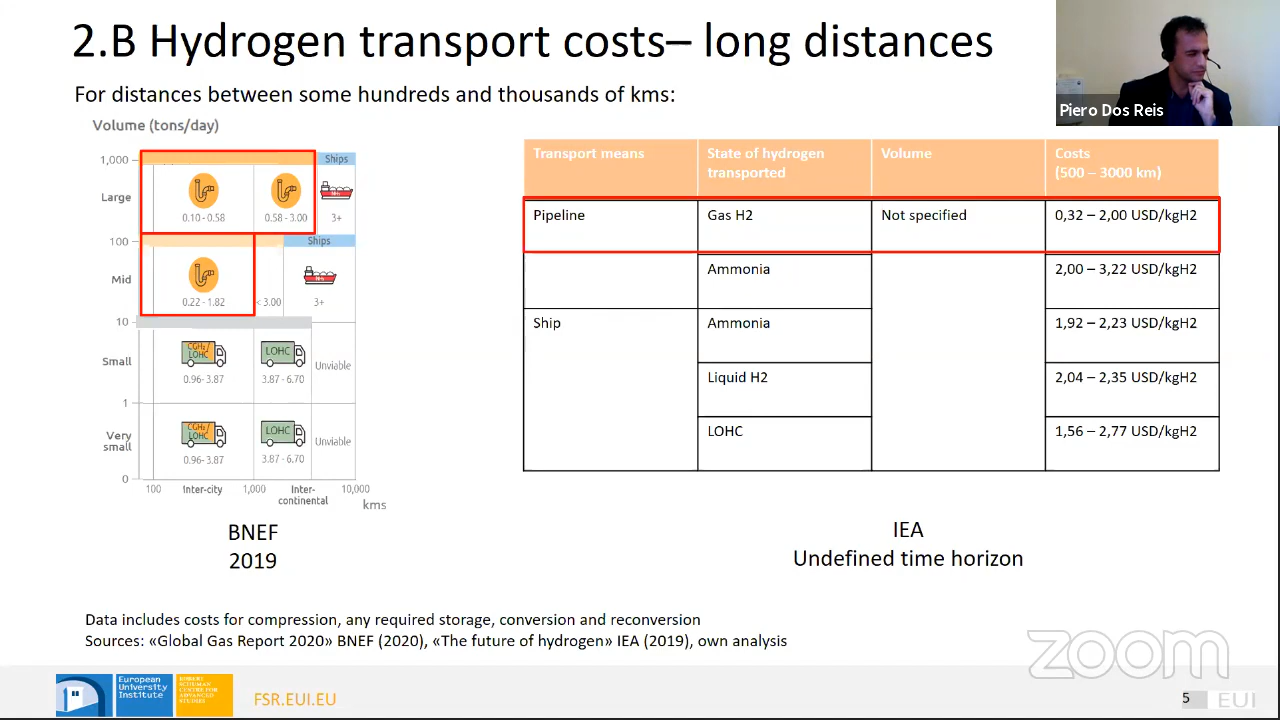 2.B Hydrogen transport costs– long distances
Piero Dos Reis
For distances between some hundreds and thousands of kms:
Volume (tons/day)
1,000
Ships
Large
0.10 - 0.58
0.58 - 3.00
3+
100
Ships
Mid
0.22 - 1.82
< 3.00
3+
10
CGH₂/
LOHC
LOHC
Small
0.96- 3.87
3.87 - 6.70
Unviable
1
CGH₂/
LOHC
LOHC
Very
small
0.96- 3.87
3.87 - 6.70
Unviable
0
100
Inter-city
1,000
Inter-
continental
10,000
kms
BNEF
2019
Transport means
State of hydrogen
transported
Volume
Costs
(500 – 3000 km)
Pipeline
Gas H2
Not specified
0,32 – 2,00 USD/kgH2
Ammonia
2,00 – 3,22 USD/kgH2
Ship
Ammonia
1,92 – 2,23 USD/kgH2
Liquid H2
2,04 – 2,35 USD/kgH2
LOHC
1,56 – 2,77 USD/kgH2
IEA
Undefined time horizon
Data includes costs for compression, any required storage, conversion and reconversion
Sources: «Global Gas Report 2020» BNEF (2020), «The future of hydrogen» IEA (2019), own analysis
zoom
European
University
Institute
ROBERT
SCHUMAN
CENTRE FOR
ADVANCED
STUDIES
FSR.EUI.EU
5
EUI